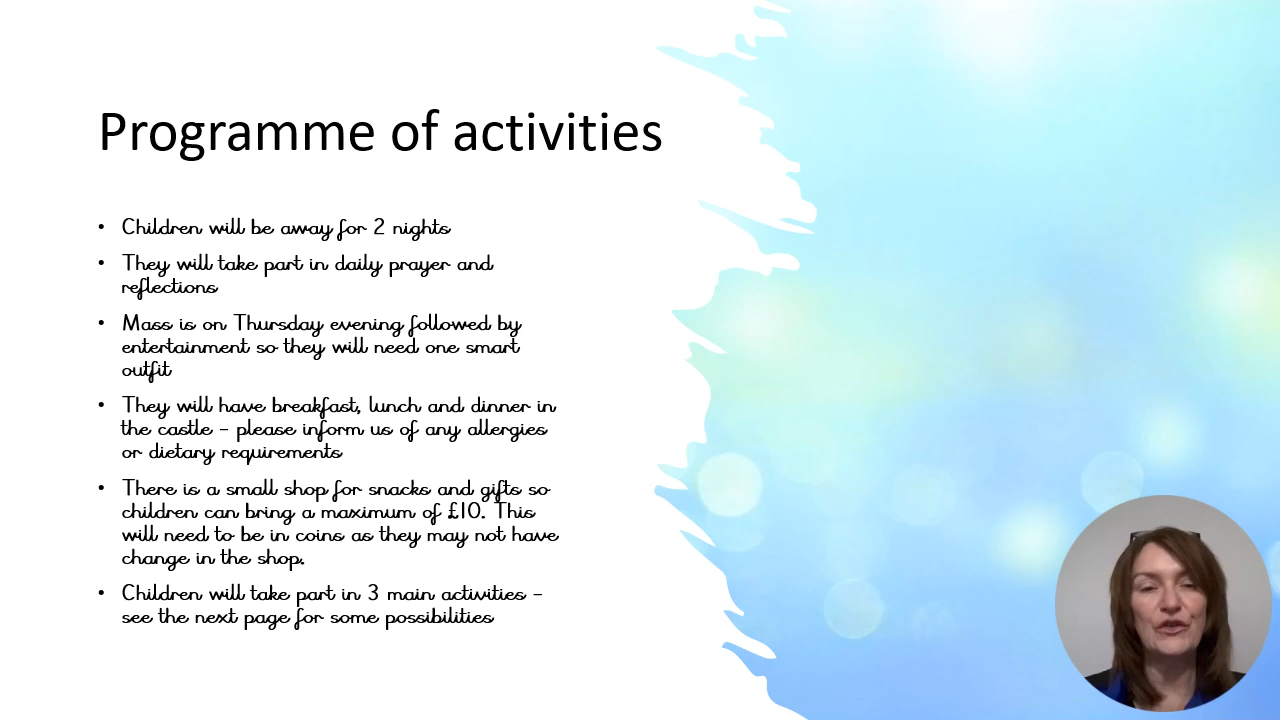 Programme of activities
• Children will be away for 2 nights
• They will take part in daily prayer and
reflections
• Mass is on Thursday evening followed by
entertainment so they will need one smart
outfit
• They will have breakfast, lunch and dinner in
the castle – please inform us of any allergies
or dietary requirements
• There is a small shop for snacks and gifts so
children can bring a maximum of £10. This
will need to be in coins as they may not have
change in the shop.
• Children will take part in 3 main activities –
see the next page for some possibilities